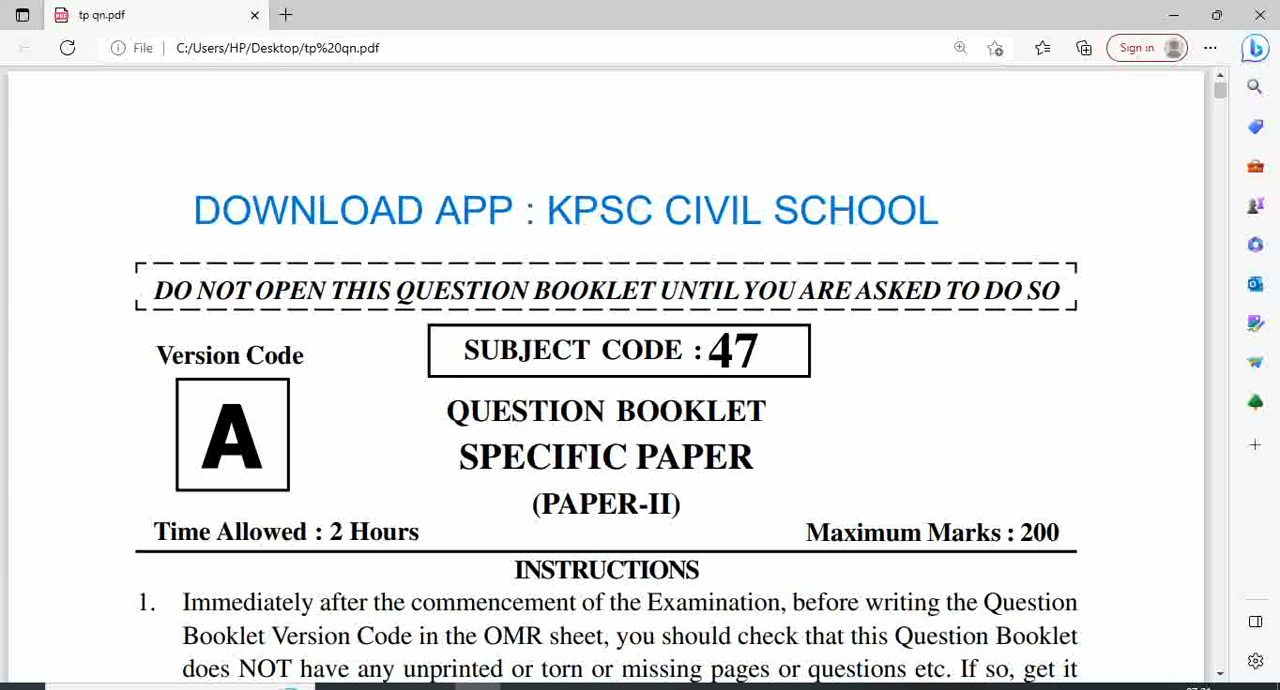 tp qn.pdf
File
C:/Users/HP/Desktop/tp%20qn.pdf
Sign in
DOWNLOAD APP : KPSC CIVIL SCHOOL
DO NOT OPEN THIS QUESTION BOOKLET UNTIL YOU ARE ASKED TO DO SO
Version Code
SUBJECT CODE : 47
A
QUESTION BOOKLET
SPECIFIC PAPER
(PAPER-II)
Time Allowed : 2 Hours
Maximum Marks : 200
INSTRUCTIONS
1. Immediately after the commencement of the Examination, before writing the Question
Booklet Version Code in the OMR sheet, you should check that this Question Booklet
does NOT have any unprinted or torn or missing pages or questions etc. If so, get it